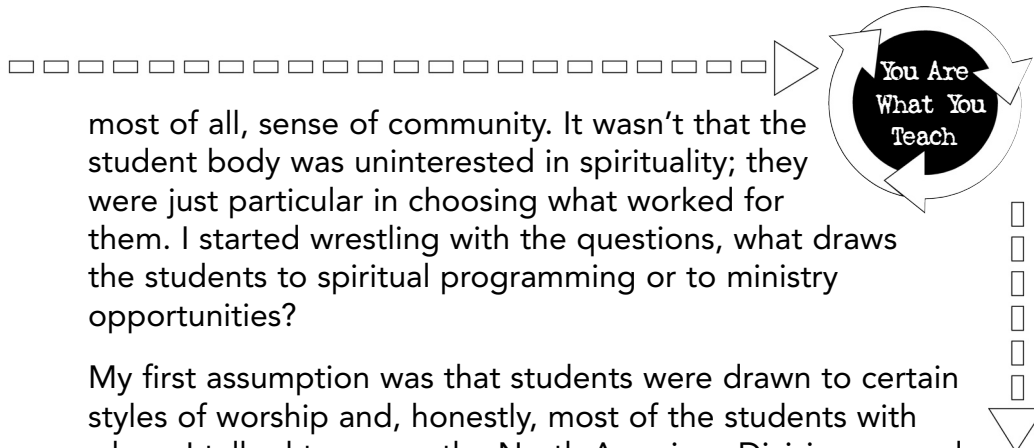 You Are
What You
Teach
most of all, sense of community. It wasn't that the
student body was uninterested in spirituality; they
were just particular in choosing what worked for
them. I started wrestling with the questions, what draws
the students to spiritual programming or to ministry
opportunities?
My first assumption was that students were drawn to certain
styles of worship and, honestly, most of the students with